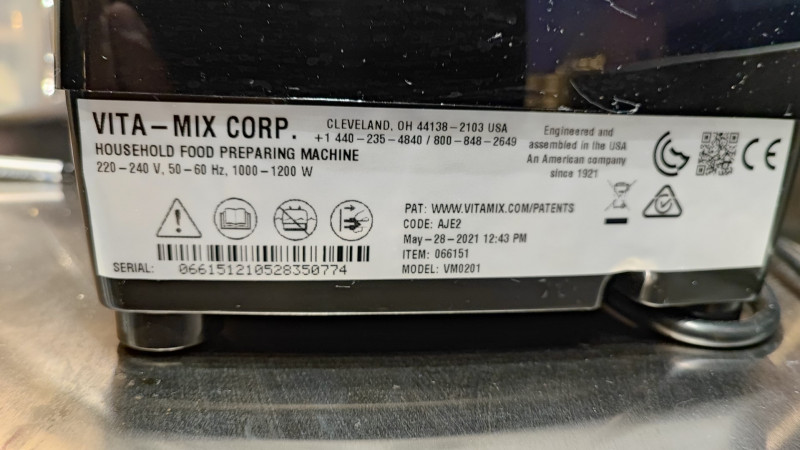 VITA-MIX CORP.
CLEVELAND, OH 44138-2103 USA
+1 440-235-4840 / 800-848-2649
HOUSEHOLD FOOD PREPARING MACHINE
220-240 V, 50-60 Hz, 1000-1200 W
Engineered and
assembled in the USA
An American company
since 1921
CE
PAT: WWW.VITAMIX.COM/PATENTS
CODE: AJE2
May-28-2021 12:43 PM
ITEM: 066151
MODEL: VM0201
SERIAL: 066151210528350774